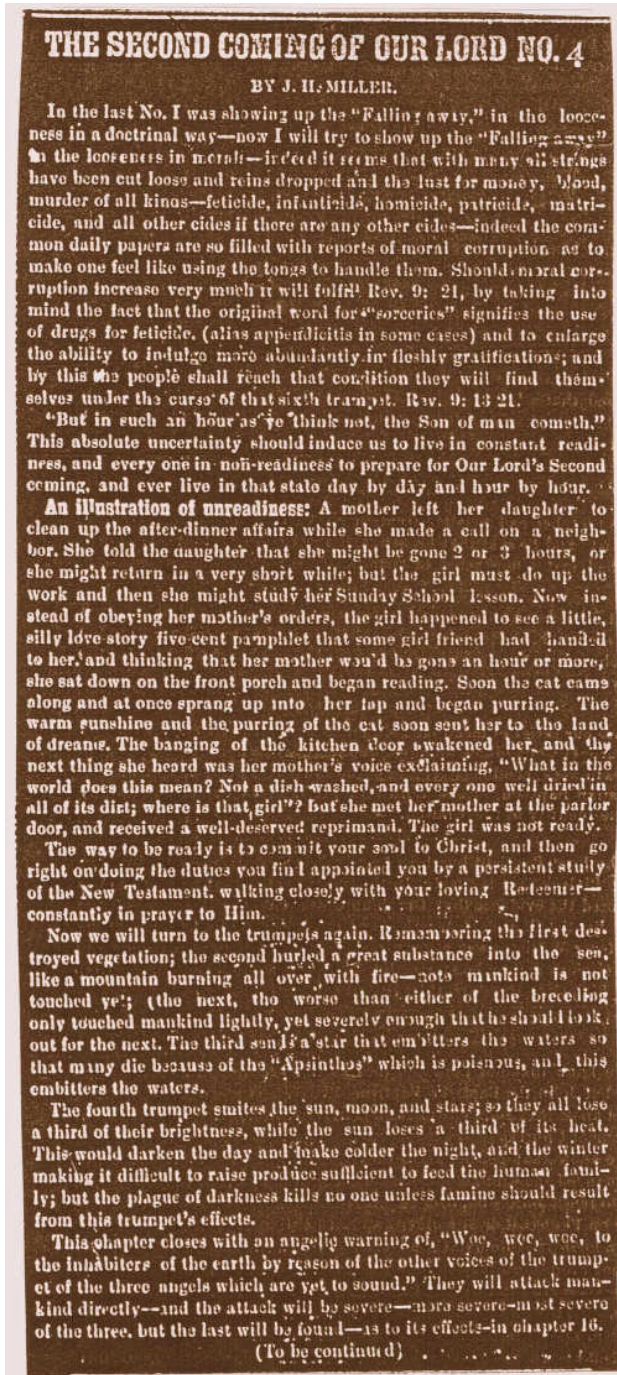 THE SECOND COMING OF OUR LORD NO. 4
BY J. H. MILLER.
In the last No. I was showing up the "Falling away," in the loose-
ness in a doctrinal way—now I will try to show up the "Falling away"
in the looseness in morals—indeed it seems that with many all strings
have been cut loose and reins dropped and the lust for money, blood,
murder of all kinds—feticide, infanticide, homicide, patricide, matri-
cide, and all other cides if there are any other cides—indeed the com-
mon daily papers are so filled with reports of moral corruption as to
make one feel like using the tongs to handle them. Should moral cor-
ruption increase very much it will fulfill Rev. 9: 21, by taking into
mind the fact that the original word for "sorceries" signifies the use
of drugs for feticide. (alias appendicitis in some cases) and to enlarge
the ability to indulge more abundantly in fleshly gratifications; and
by this the people shall reach that condition they will find them-
selves under the curse of that sixth trumpet. Rev. 9: 13 21.
"But in such an hour as ye think not, the Son of man cometh."
This absolute uncertainty should induce us to live in constant readi-
ness, and every one in non-readiness to prepare for Our Lord's Second
coming, and ever live in that state day by day and hour by hour.
An illustration of unreadiness: A mother left her daughter to
clean up the after-dinner affairs while she made a call on a neigh-
bor. She told the daughter that she might be gone 2 or 3 hours, or
she might return in a very short while; but the girl must do up the
work and then she might study her Sunday School lesson. Now in-
stead of obeying her mother's orders, the girl happened to see a little,
silly love story five cent pamphlet that some girl friend had handed
to her, and thinking that her mother wou'd be gone an hour or more,
she sat down on the front porch and began reading. Soon the cat came
along and at once sprang up into her lap and began purring. The
warm sunshine and the purring of the cat soon sent her to the land
of dreams. The banging of the kitchen door awakened her, and the
next thing she heard was her mother's voice exclaiming, "What in the
world does this mean? Not a dish washed, and every one well dried in
all of its dirt; where is that girl"? but she met her mother at the parlor
door, and received a well-deserved reprimand. The girl was not ready.
The way to be ready is to commit your soul to Christ, and then go
right on doing the duties you find appointed you by a persistent study
of the New Testament, walking closely with your loving Redeemer—
constantly in prayer to Him.
Now we will turn to the trumpets again. Remembering the first des-
troyed vegetation; the second hurled a great substance into the sea,
like a mountain burning all over with fire—note mankind is not
touched yet; (the next, the worse than either of the breceding
only touched mankind lightly, yet severely enough that he should look
out for the next. The third sends a star that embitters the waters so
that many die because of the "Apsinthos" which is poisnous, and this
embitters the waters.
The fourth trumpet smites the sun, moon, and stars; so they all lose
a third of their brightness, while the sun loses a third of its heat.
This would darken the day and make colder the night, and the winter
making it difficult to raise produce sufficient to feed the human fami-
ly; but the plague of darkness kills no one unless famine should result
from this trumpet's effects.
This chapter closes with an angelic warning of, "Woe, woe, woe, to
the inhabiters of the earth by reason of the other voices of the trump-
et of the three angels which are yet to sound." They will attack man-
kind directly--and the attack will be severe—more severe—most severe
of the three, but the last will be found—as to its effects—in chapter 16.
(To be continued)